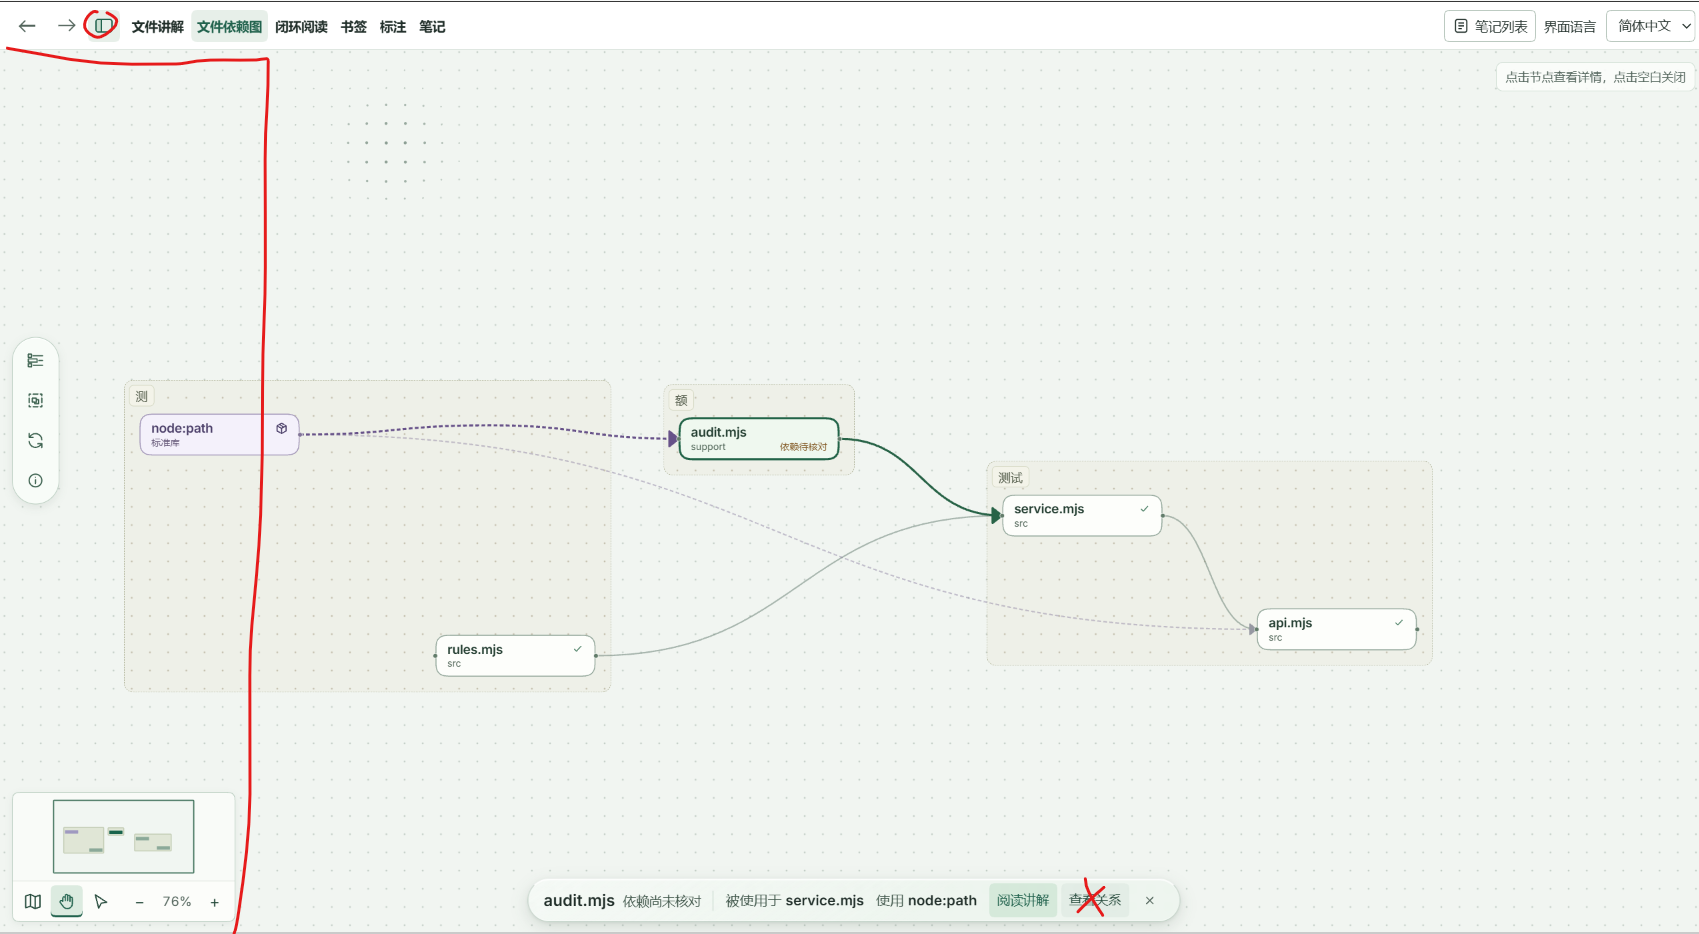 文件讲解 文件依赖图 闭环阅读 书签 标注 笔记 笔记列表 界面语言 简体中文
点击节点查看详情，点击空白关闭
测
node:path
标准库
额
audit.mjs
support 依赖待核对
测试
service.mjs
src
api.mjs
src
rules.mjs
src
76%
audit.mjs 依赖尚未核对 被使用于 service.mjs 使用 node:path 阅读讲解 查看关系